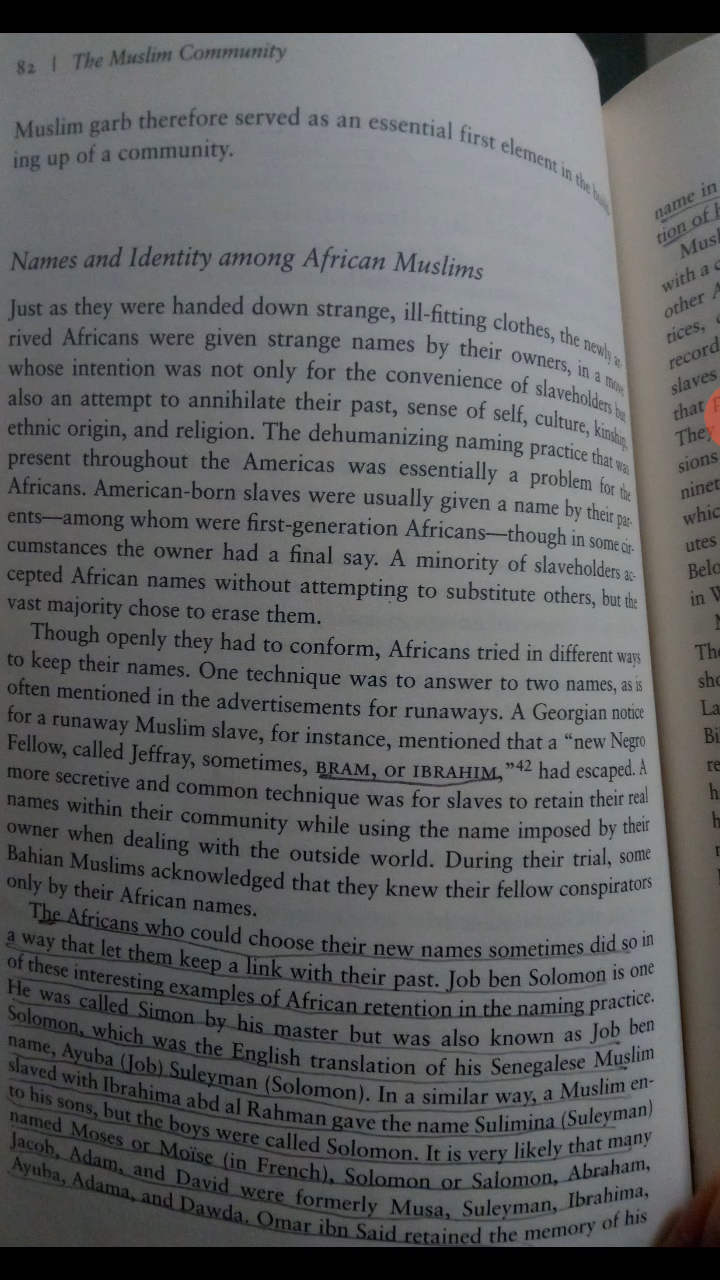 82 | The Muslim Community
Muslim garb therefore served as an essential first element in the build-
ing up of a community.
Names and Identity among African Muslims
Just as they were handed down strange, ill-fitting clothes, the newly ar-
rived Africans were given strange names by their owners, in a move
whose intention was not only for the convenience of slaveholders but
also an attempt to annihilate their past, sense of self, culture, kinship,
ethnic origin, and religion. The dehumanizing naming practice that was
present throughout the Americas was essentially a problem for the
Africans. American-born slaves were usually given a name by their par-
ents—among whom were first-generation Africans—though in some cir-
cumstances the owner had a final say. A minority of slaveholders ac-
cepted African names without attempting to substitute others, but the
vast majority chose to erase them.
Though openly they had to conform, Africans tried in different ways
to keep their names. One technique was to answer to two names, as is
often mentioned in the advertisements for runaways. A Georgian notice
for a runaway Muslim slave, for instance, mentioned that a “new Negro
Fellow, called Jeffray, sometimes, BRAM, or IBRAHIM,”42 had escaped. A
more secretive and common technique was for slaves to retain their real
names within their community while using the name imposed by their
owner when dealing with the outside world. During their trial, some
Bahian Muslims acknowledged that they knew their fellow conspirators
only by their African names.
The Africans who could choose their new names sometimes did so in
a way that let them keep a link with their past. Job ben Solomon is one
of these interesting examples of African retention in the naming practice.
He was called Simon by his master but was also known as Job ben
Solomon, which was the English translation of his Senegalese Muslim
name, Ayuba (Job) Suleyman (Solomon). In a similar way, a Muslim en-
slaved with Ibrahima abd al Rahman gave the name Sulimina (Suleyman)
to his sons, but the boys were called Solomon. It is very likely that many
named Moses or Moïse (in French), Solomon or Salomon, Abraham,
Jacob, Adam, and David were formerly Musa, Suleyman, Ibrahima,
Ayuba, Adama, and Dawda. Omar ibn Said retained the memory of his
name in
tion of
with a
other
tices,
record
slaves
that
They
sions